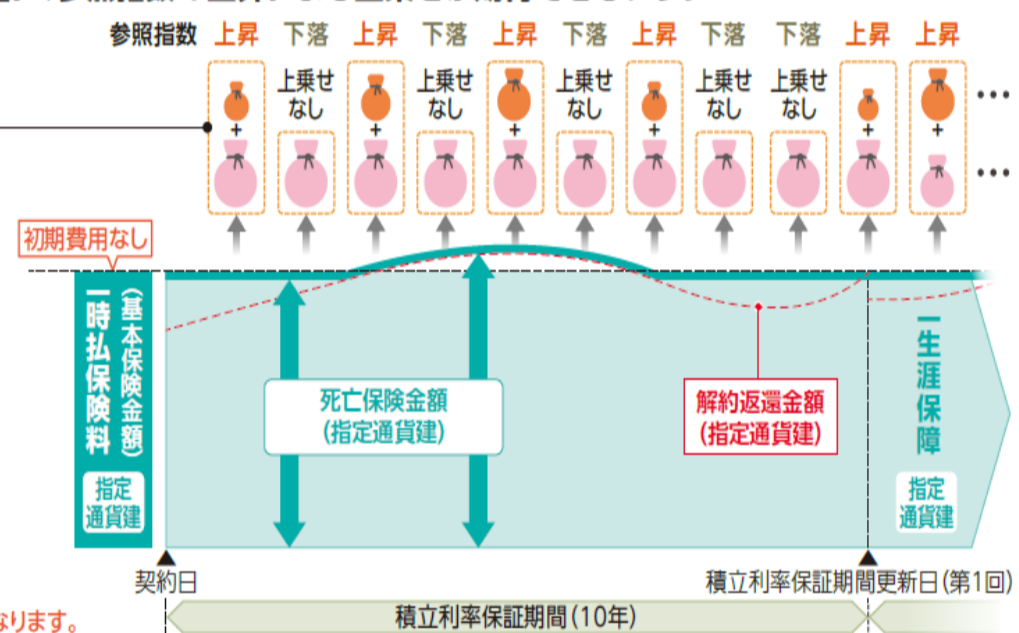 参照指数 上昇 下落 上昇 下落 上昇 下落 上昇 下落 下落 上昇 上昇
上乗せ 上乗せ 上乗せ 上乗せ 上乗せ
なし なし なし なし なし
+ + + + + +
…
…
初期費用なし
一時払保険料
(基本保険金額)
指定
通貨建
死亡保険金額
(指定通貨建)
解約返還金額
(指定通貨建)
一生涯保障
指定
通貨建
契約日 積立利率保証期間更新日(第1回)
なります。
積立利率保証期間(10年)